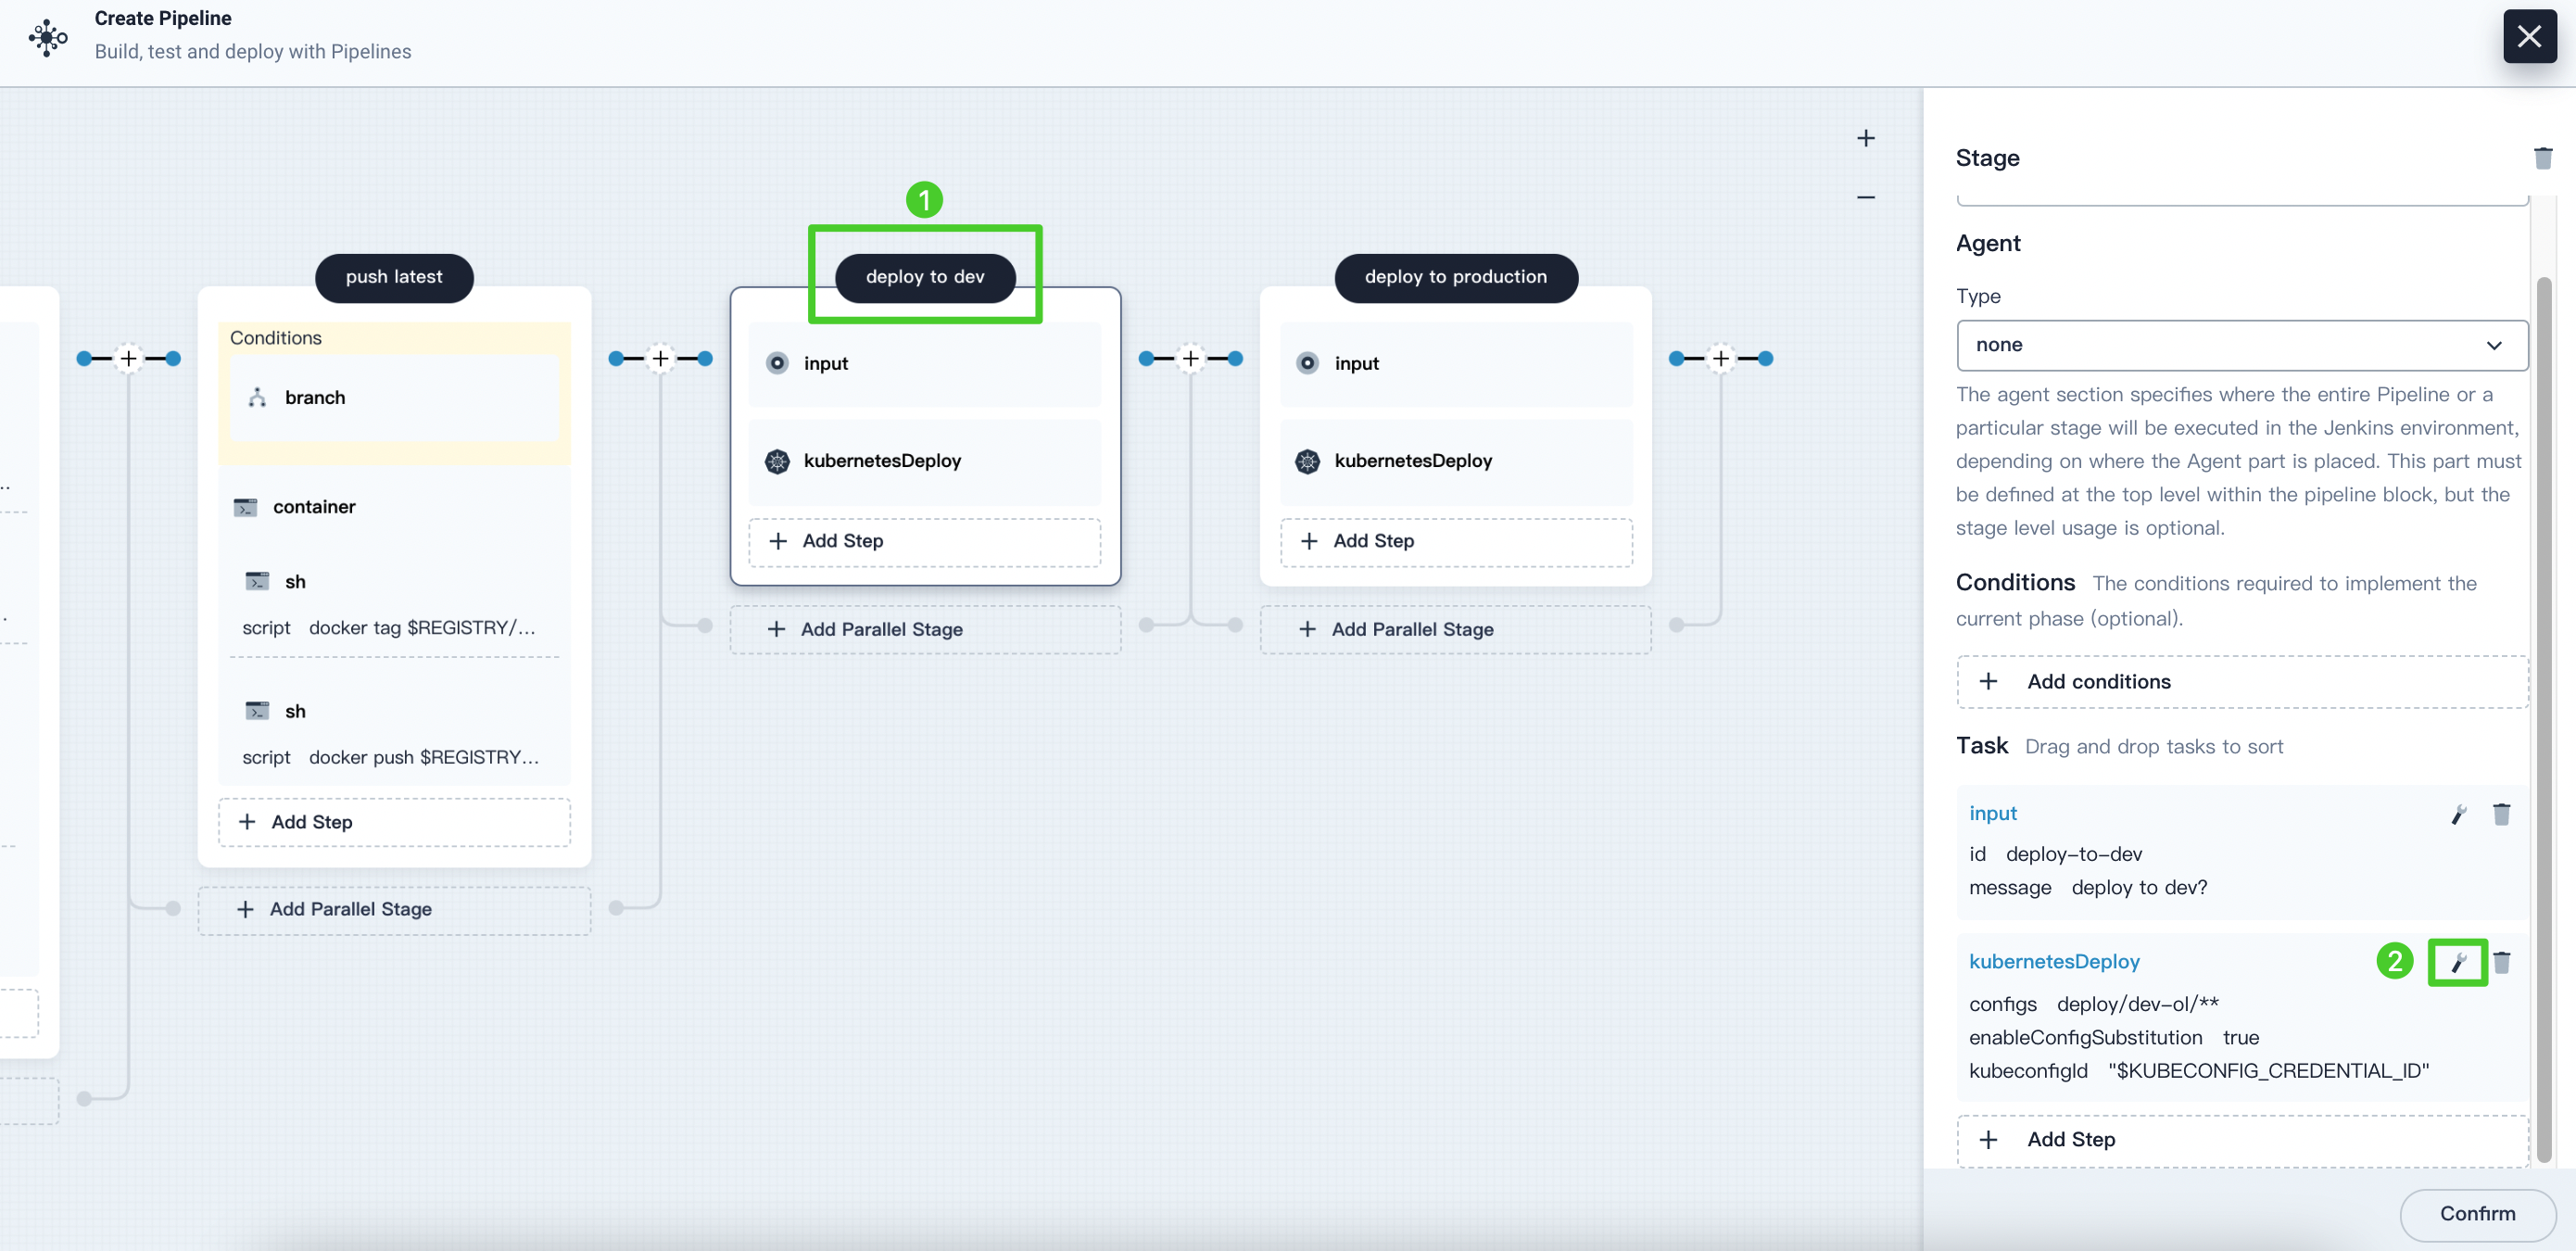 Create Pipeline
Build, test and deploy with Pipelines
1
push latest
Conditions
branch
container
sh
script docker tag $REGISTRY/...
sh
script docker push $REGISTRY...
Add Step
Add Parallel Stage
deploy to dev
input
kubernetesDeploy
Add Step
Add Parallel Stage
deploy to production
input
kubernetesDeploy
Add Step
Add Parallel Stage
Stage
Agent
Type
none
The agent section specifies where the entire Pipeline or a
particular stage will be executed in the Jenkins environment,
depending on where the Agent part is placed. This part must
be defined at the top level within the pipeline block, but the
stage level usage is optional.
Conditions The conditions required to implement the
current phase (optional).
Add conditions
Task Drag and drop tasks to sort
input
id deploy-to-dev
message deploy to dev?
kubernetesDeploy 2
configs deploy/dev-ol/**
enableConfigSubstitution true
kubeconfigId "$KUBECONFIG_CREDENTIAL_ID"
Add Step
Confirm